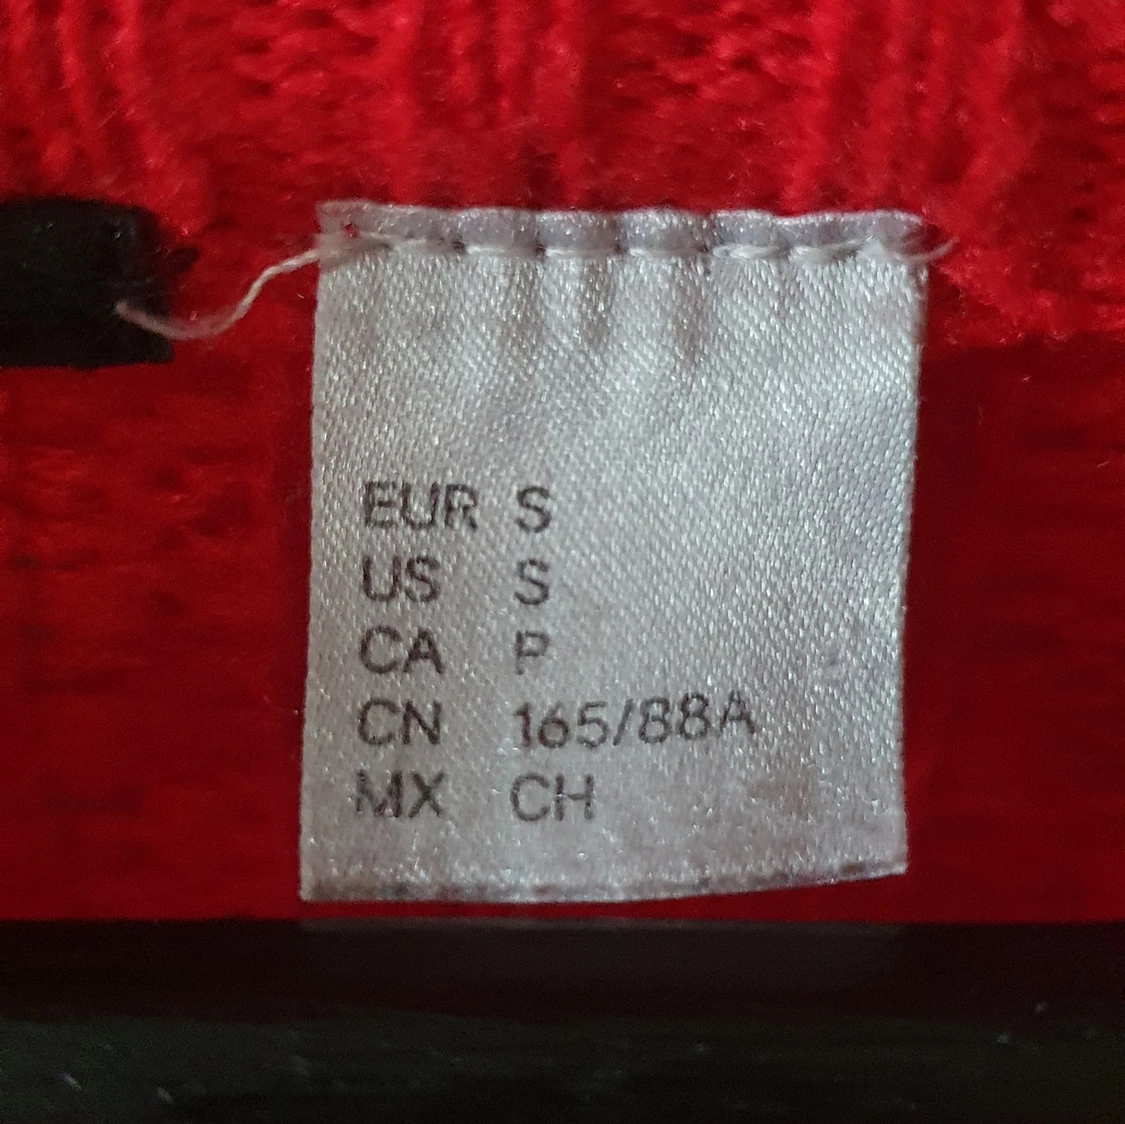 EUR S
US S
CA P
CN 165/88A
MX CH